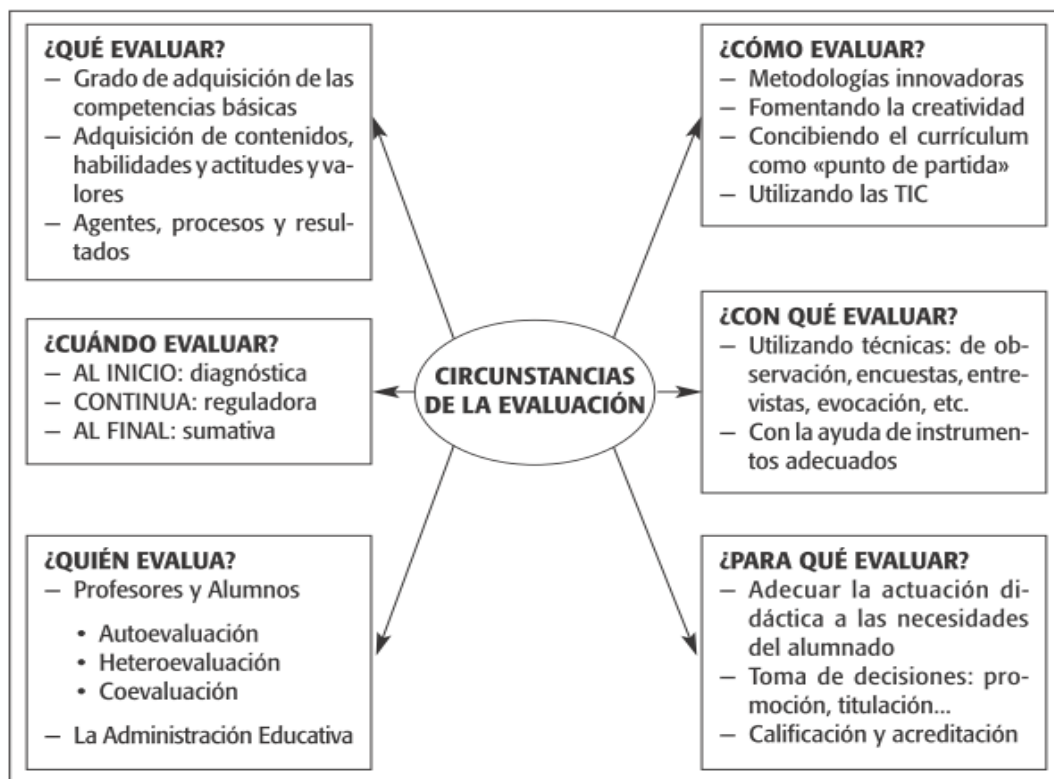 ¿QUÉ EVALUAR?
— Grado de adquisición de las
competencias básicas
— Adquisición de contenidos,
habilidades y actitudes y va-
lores
— Agentes, procesos y resul-
tados
¿CÓMO EVALUAR?
— Metodologías innovadoras
— Fomentando la creatividad
— Concibiendo el currículum
como «punto de partida»
— Utilizando las TIC
¿CUÁNDO EVALUAR?
— AL INICIO: diagnóstica
— CONTINUA: reguladora
— AL FINAL: sumativa
CIRCUNSTANCIAS
DE LA EVALUACIÓN
¿CON QUÉ EVALUAR?
— Utilizando técnicas: de ob-
servación, encuestas, entre-
vistas, evocación, etc.
— Con la ayuda de instrumen-
tos adecuados
¿QUIÉN EVALUA?
— Profesores y Alumnos
• Autoevaluación
• Heteroevaluación
• Coevaluación
— La Administración Educativa
¿PARA QUÉ EVALUAR?
— Adecuar la actuación di-
dáctica a las necesidades
del alumnado
— Toma de decisiones: pro-
moción, titulación...
— Calificación y acreditación